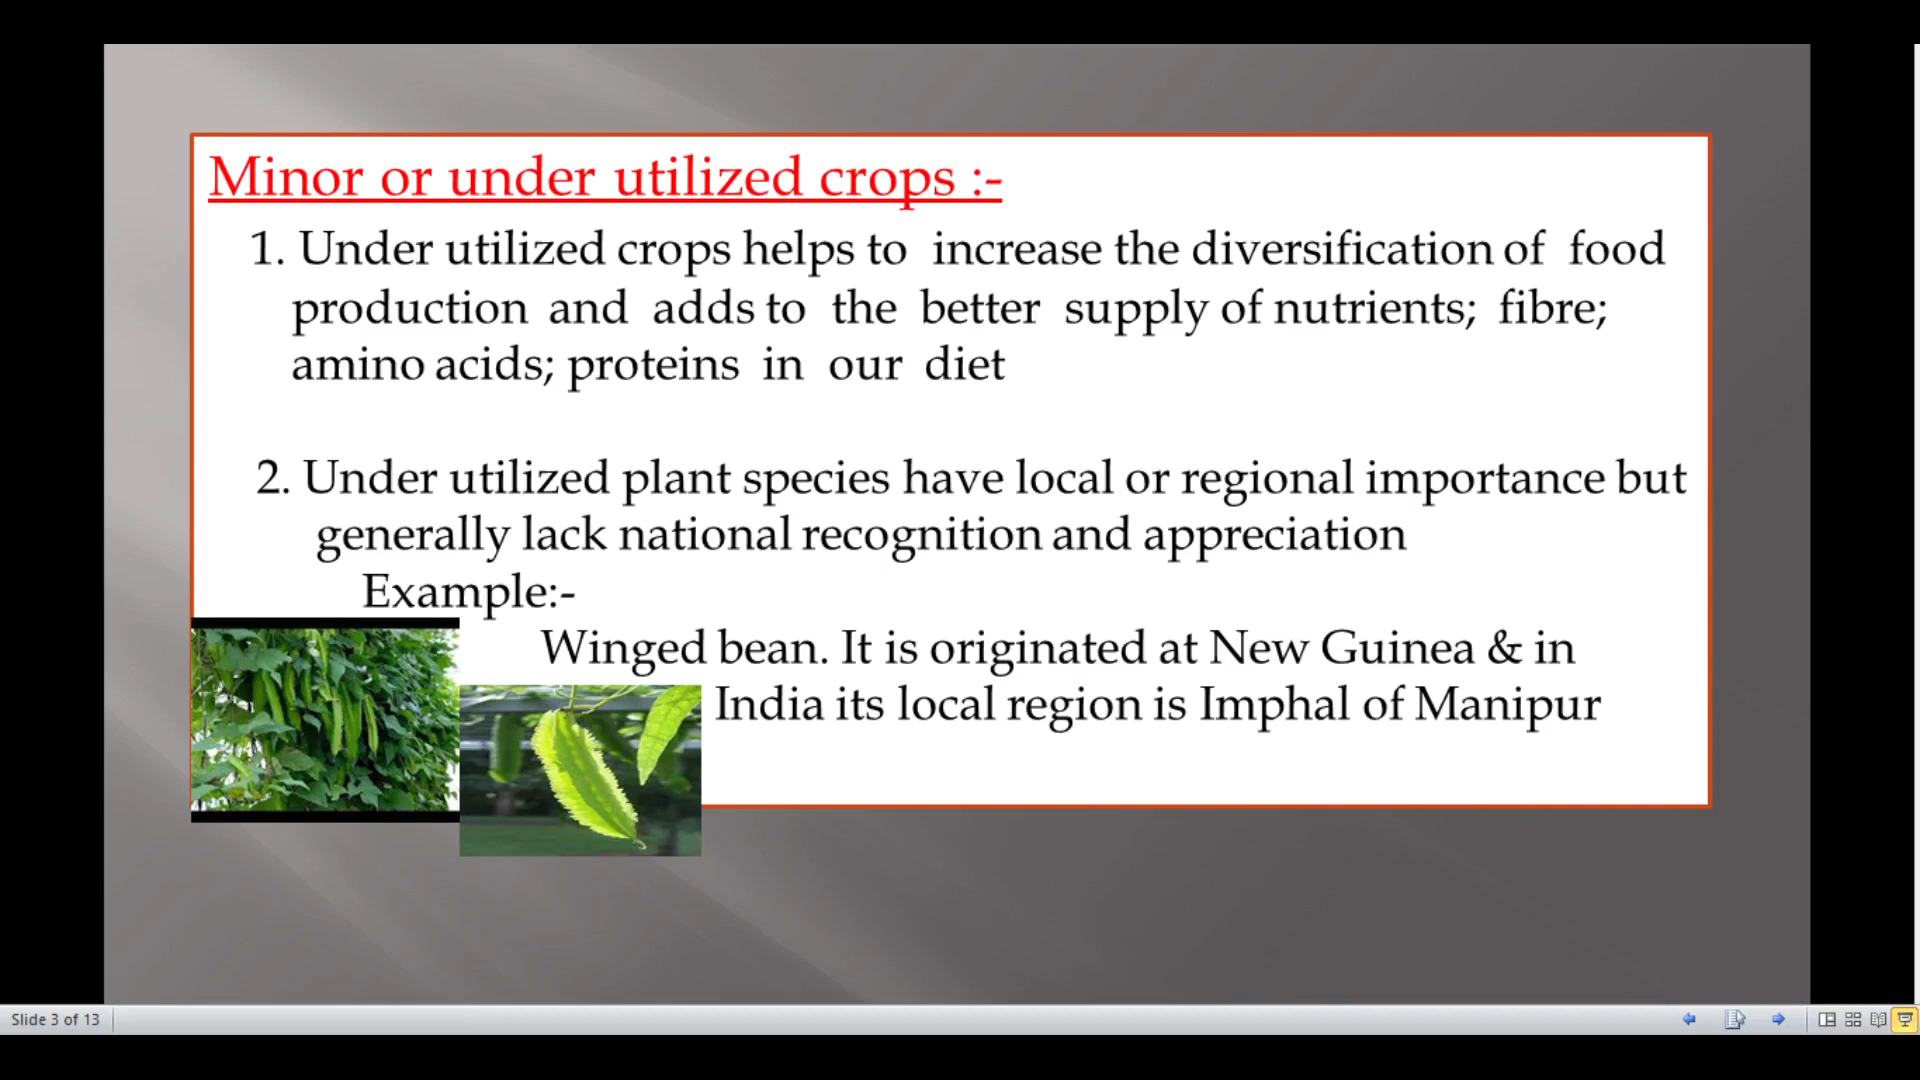 Minor or under utilized crops :-
1. Under utilized crops helps to increase the diversification of food
production and adds to the better supply of nutrients; fibre;
amino acids; proteins in our diet
2. Under utilized plant species have local or regional importance but
generally lack national recognition and appreciation
Example:-
Winged bean. It is originated at New Guinea & in
India its local region is Imphal of Manipur
Slide 3 of 13